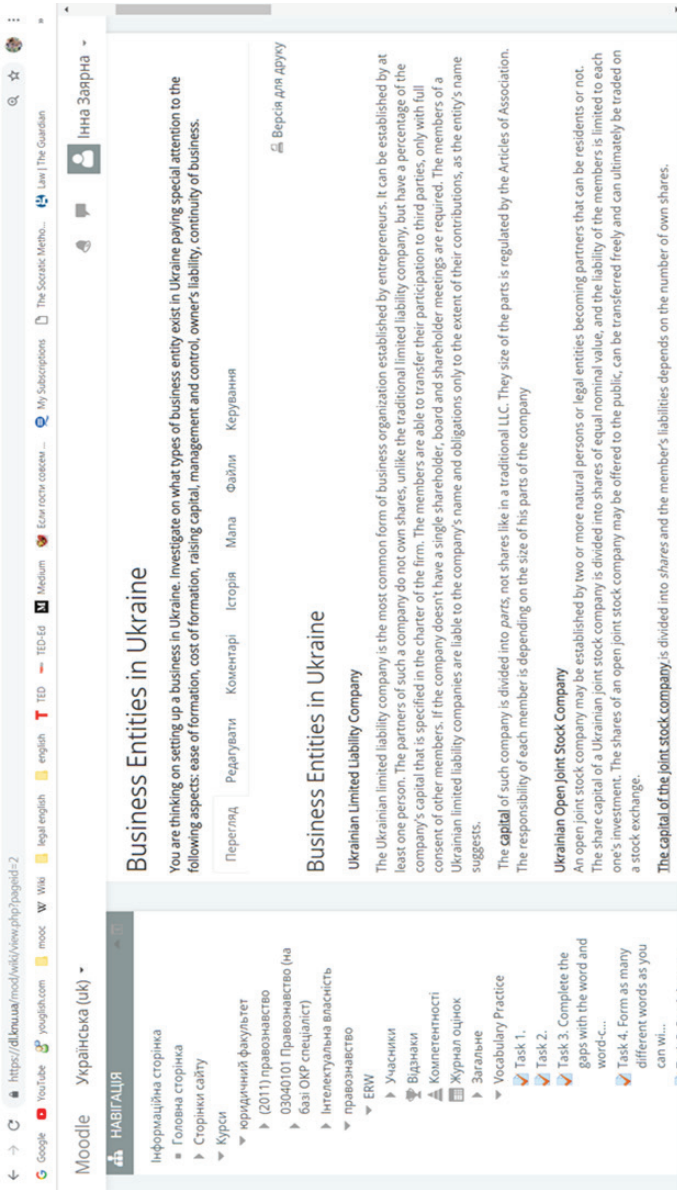 https://dl.knu.ua/mod/wiki/view.php?pageid=2
Google YouTube youglish.com mooc W Wiki legal english english TED TED-Ed Medium Если гости совсем ... My Subscriptions The Socratic Metho... Law | The Guardian
Moodle Українська (uk)
Інна Заярна
НАВІГАЦІЯ
Інформаційна сторінка
Головна сторінка
Сторінки сайту
Курси
юридичний факультет
(2011) правознавство
03040101 Правознавство (на
базі ОКР спеціаліст)
Інтелектуальна власність
правознавство
ERW
Учасники
Відзнаки
Компетентності
Журнал оцінок
Загальне
Vocabulary Practice
Task 1.
Task 2.
Task 3. Complete the
gaps with the word and
word-c...
Task 4. Form as many
different words as you
can wi...
Business Entities in Ukraine
You are thinking on setting up a business in Ukraine. Investigate on what types of business entity exist in Ukraine paying special attention to the
following aspects: ease of formation, cost of formation, raising capital, management and control, owner's liability, continuity of business.
Перегляд Редагувати Коментарі Історія Мапа Файли Керування
Версія для друку
Business Entities in Ukraine
Ukrainian Limited Liability Company
The Ukrainian limited liability company is the most common form of business organization established by entrepreneurs. It can be established by at
least one person. The partners of such a company do not own shares, unlike the traditional limited liability company, but have a percentage of the
company's capital that is specified in the charter of the firm. The members are able to transfer their participation to third parties, only with full
consent of other members. If the company doesn't have a single shareholder, board and shareholder meetings are required. The members of a
Ukrainian limited liability companies are liable to the company's name and obligations only to the extent of their contributions, as the entity's name
suggests.
The capital of such company is divided into parts, not shares like in a traditional LLC. They size of the parts is regulated by the Articles of Association.
The responsibility of each member is depending on the size of his parts of the company
Ukrainian Open Joint Stock Company
An open joint stock company may be established by two or more natural persons or legal entities becoming partners that can be residents or not.
The share capital of a Ukrainian joint stock company is divided into shares of equal nominal value, and the liability of the members is limited to each
one's investment. The shares of an open joint stock company may be offered to the public, can be transferred freely and can ultimately be traded on
a stock exchange.
The capital of the joint stock company is divided into shares and the member's liabilities depends on the number of own shares.